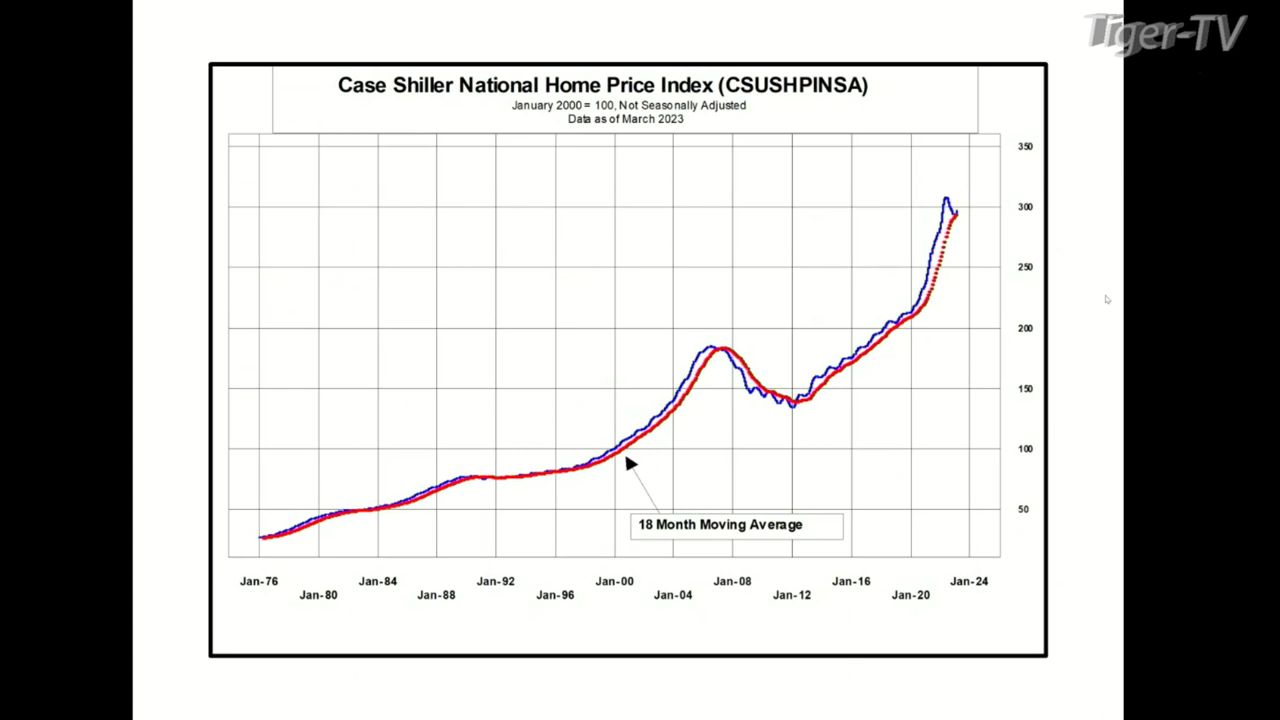 Tiger-TV
Case Shiller National Home Price Index (CSUSHPINSA)
January 2000 = 100, Not Seasonally Adjusted
Data as of March 2023
350
300
250
200
150
100
50
18 Month Moving Average
Jan-76
Jan-80
Jan-84
Jan-88
Jan-92
Jan-96
Jan-00
Jan-04
Jan-08
Jan-12
Jan-16
Jan-20
Jan-24